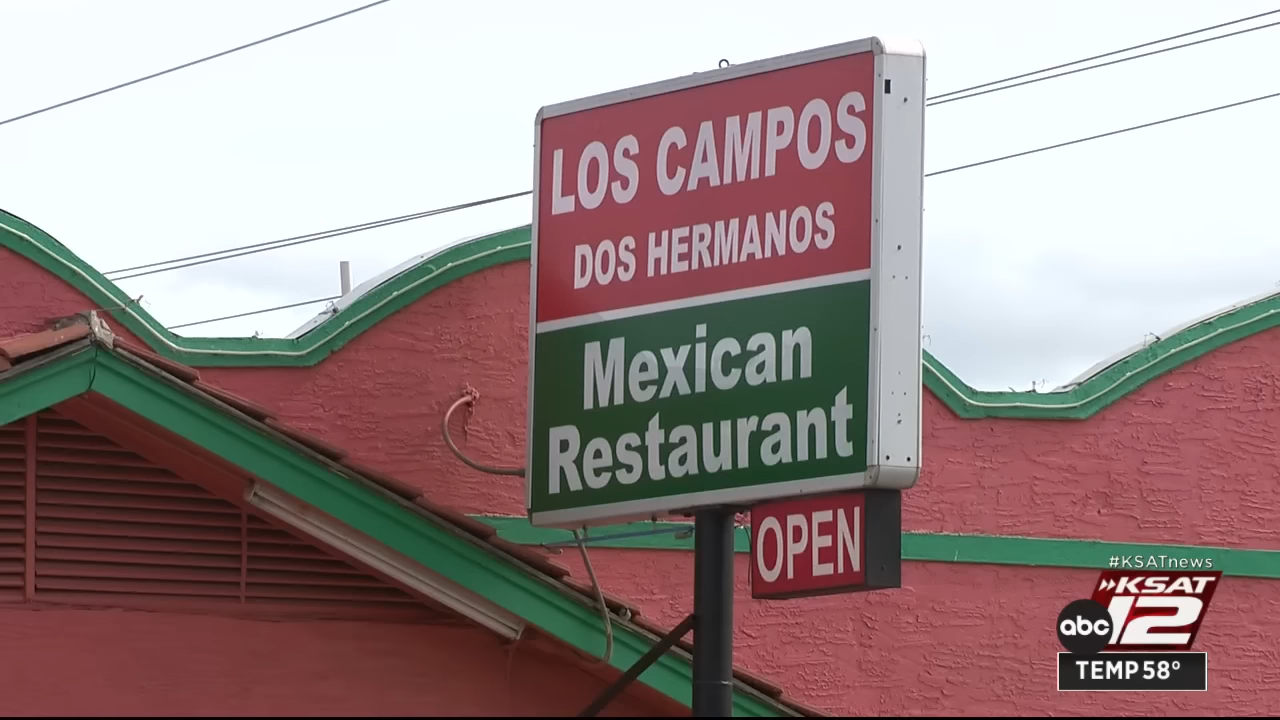 LOS CAMPOS
DOS HERMANOS
Mexican
Restaurant
OPEN
#KSATnews
KSAT
abc 12
TEMP 58°